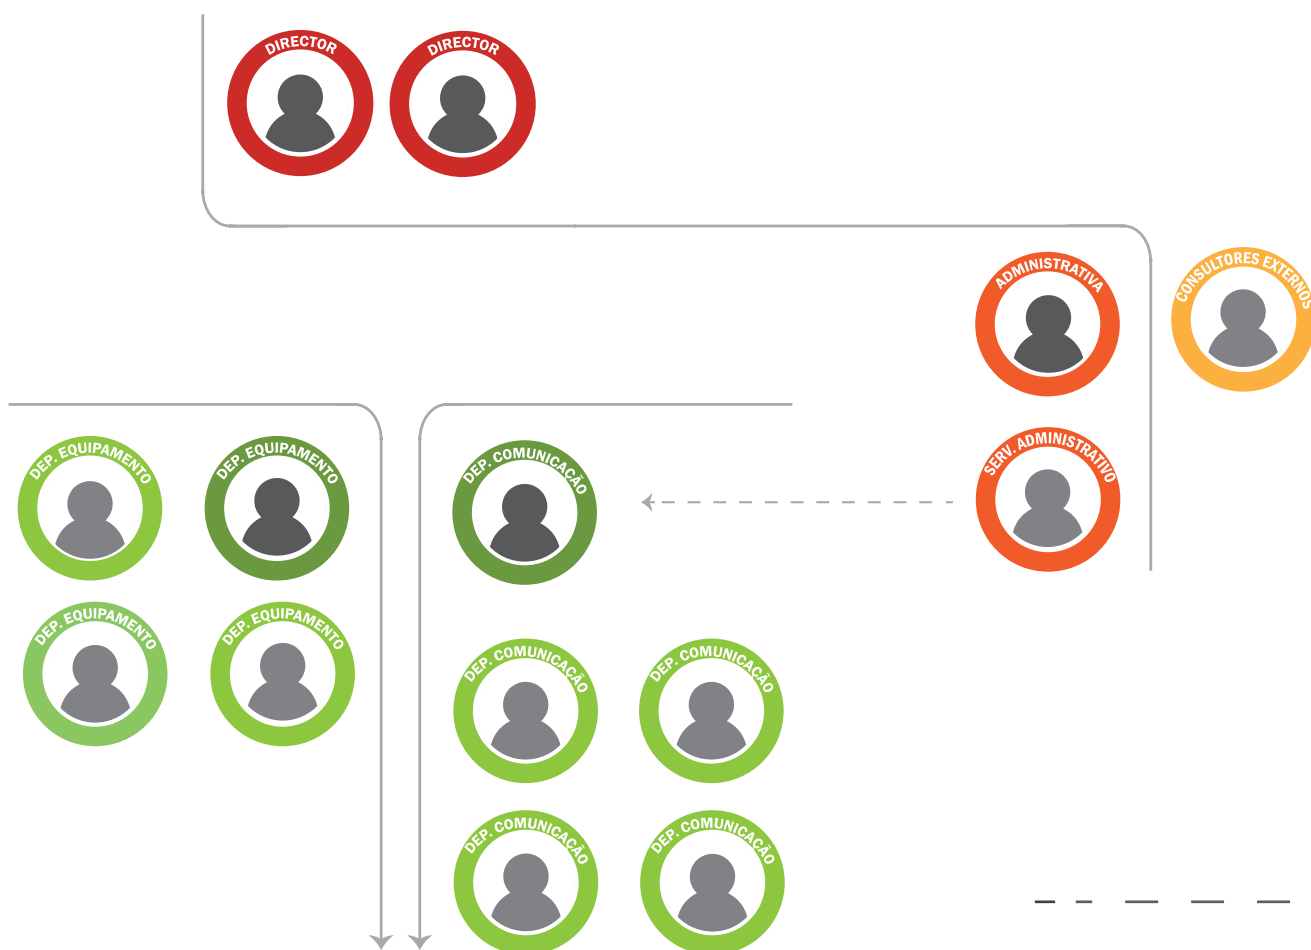 DIRECTOR
DIRECTOR
ADMINISTRATIVA
CONSULTORES EXTERNOS
DEP. EQUIPAMENTO
DEP. EQUIPAMENTO
DEP. COMUNICAÇÃO
SERV. ADMINISTRATIVO
DEP. EQUIPAMENTO
DEP. EQUIPAMENTO
DEP. COMUNICAÇÃO
DEP. COMUNICAÇÃO
DEP. COMUNICAÇÃO
DEP. COMUNICAÇÃO